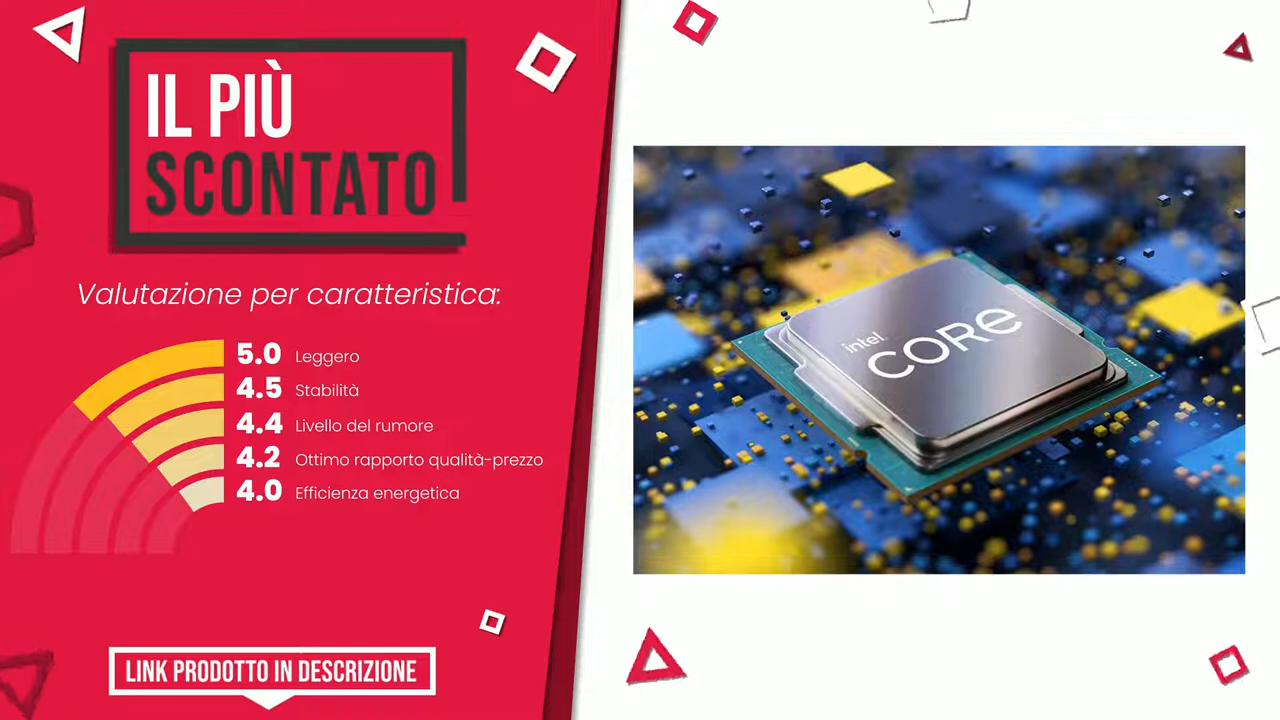 IL PIÙ
SCONTATO
Valutazione per caratteristica:
5.0 Leggero
4.5 Stabilità
4.4 Livello del rumore
4.2 Ottimo rapporto qualità-prezzo
4.0 Efficienza energetica
LINK PRODOTTO IN DESCRIZIONE
intel
CORe